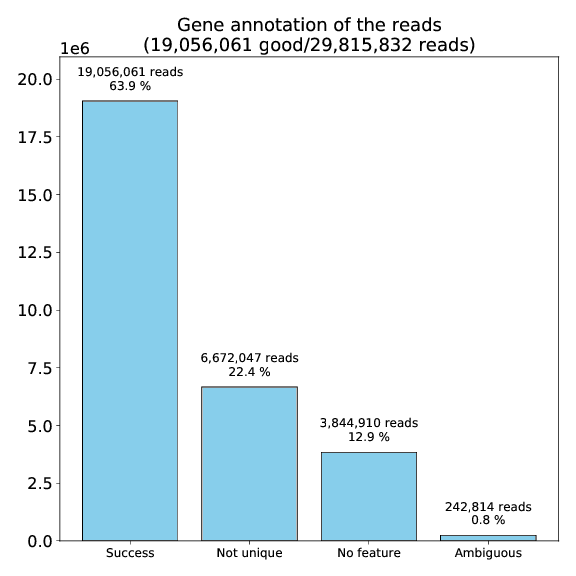 Gene annotation of the reads
(19,056,061 good/29,815,832 reads)
1e6
20.0
17.5
15.0
12.5
10.0
7.5
5.0
2.5
0.0
19,056,061 reads
63.9 %
6,672,047 reads
22.4 %
3,844,910 reads
12.9 %
242,814 reads
0.8 %
Success
Not unique
No feature
Ambiguous